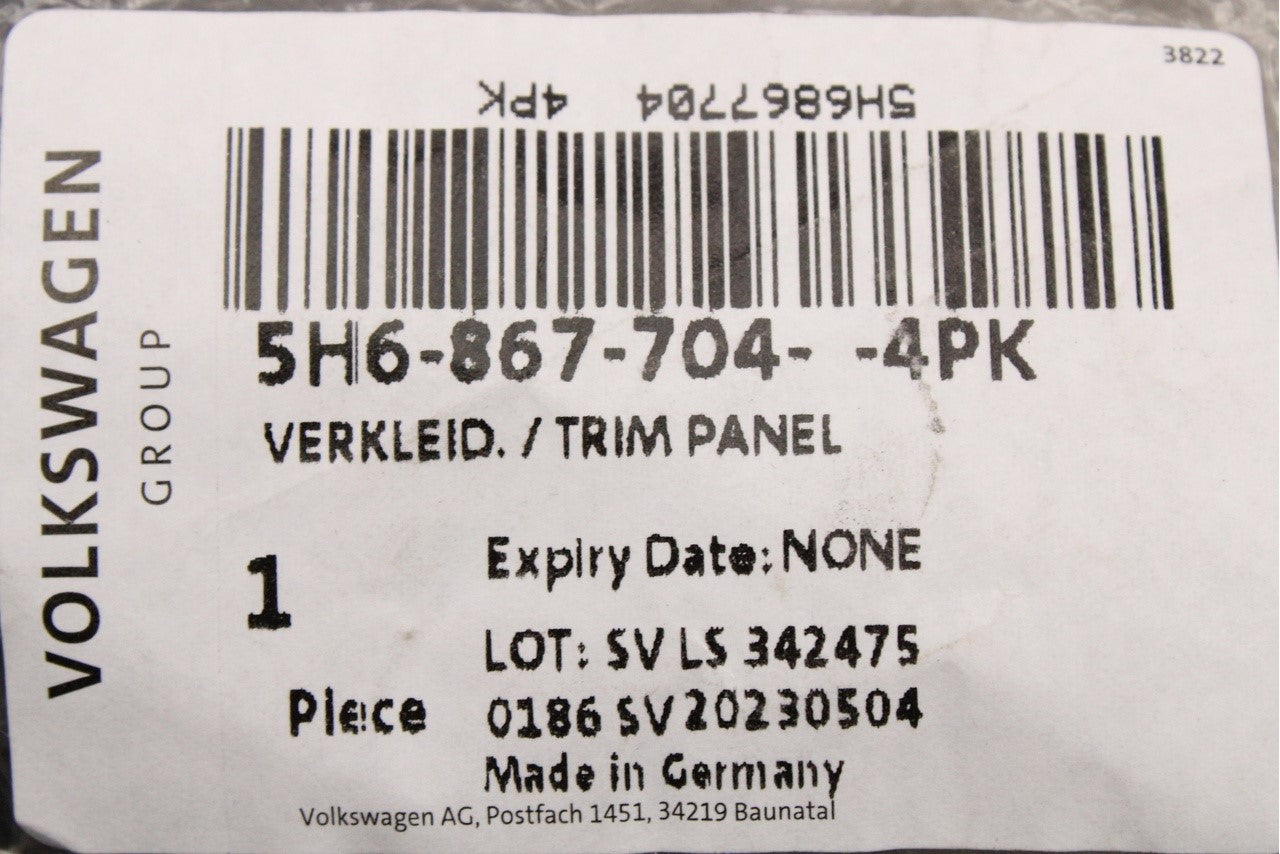 3822
5H6867704 4PK
5H6-867-704- -4PK
VERKLEID. / TRIM PANEL
Expiry Date: NONE
1
LOT: SV LS 342475
Piece
0186 SV 20230504
Made in Germany
Volkswagen AG, Postfach 1451, 34219 Baunatal
VOLKSWAGEN
GROUP